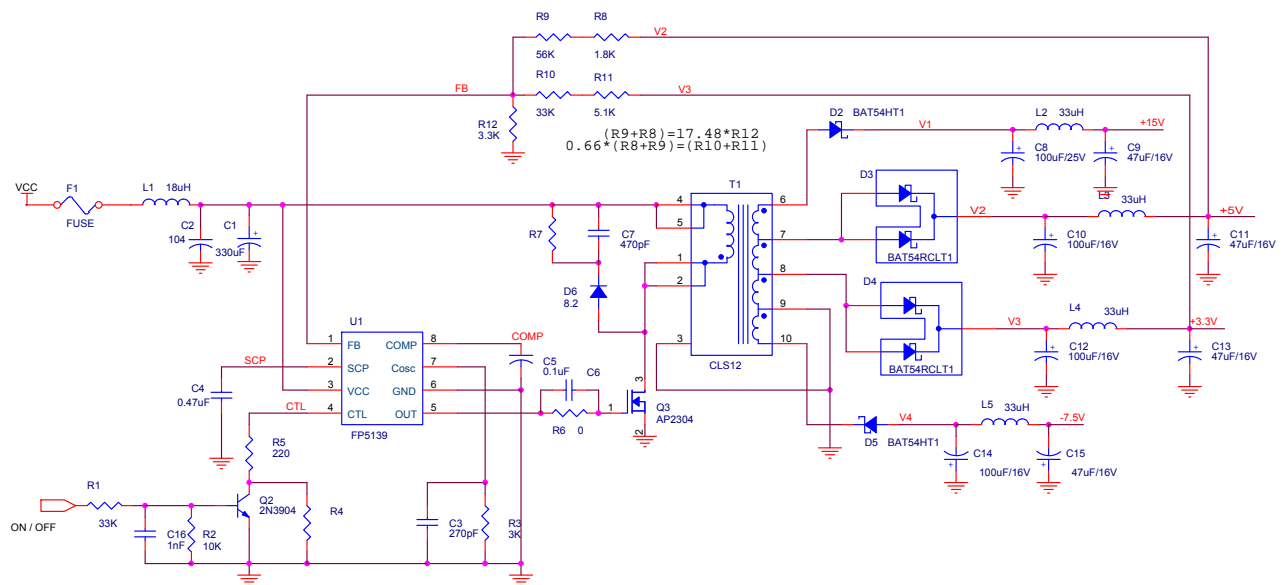 R9
R8
V2
56K
1.8K
R10
R11
FB
V3
33K
5.1K
R12
3.3K
(R9+R8)=17.48*R12
0.66*(R8+R9)=(R10+R11)
D2
BAT54HT1
V1
L2
33uH
+15V
C8
100uF/25V
C9
47uF/16V
VCC
F1
FUSE
L1
18uH
C2
104
C1
330uF
R7
C7
470pF
D6
8.2
T1
4
5
1
2
3
6
7
8
9
10
CLS12
D3
BAT54RCLT1
V2
L3
33uH
+5V
C10
100uF/16V
C11
47uF/16V
D4
BAT54RCLT1
V3
L4
33uH
+3.3V
C12
100uF/16V
C13
47uF/16V
D5
BAT54HT1
V4
L5
33uH
-7.5V
C14
100uF/16V
C15
47uF/16V
U1
1
FB
COMP
8
2
SCP
Cosc
7
3
VCC
GND
6
4
CTL
OUT
5
FP5139
COMP
SCP
CTL
C4
0.47uF
C5
0.1uF
C6
R6
0
1
3
2
Q3
AP2304
R5
220
Q2
2N3904
R4
ON / OFF
R1
33K
C16
1nF
R2
10K
C3
270pF
R3
3K